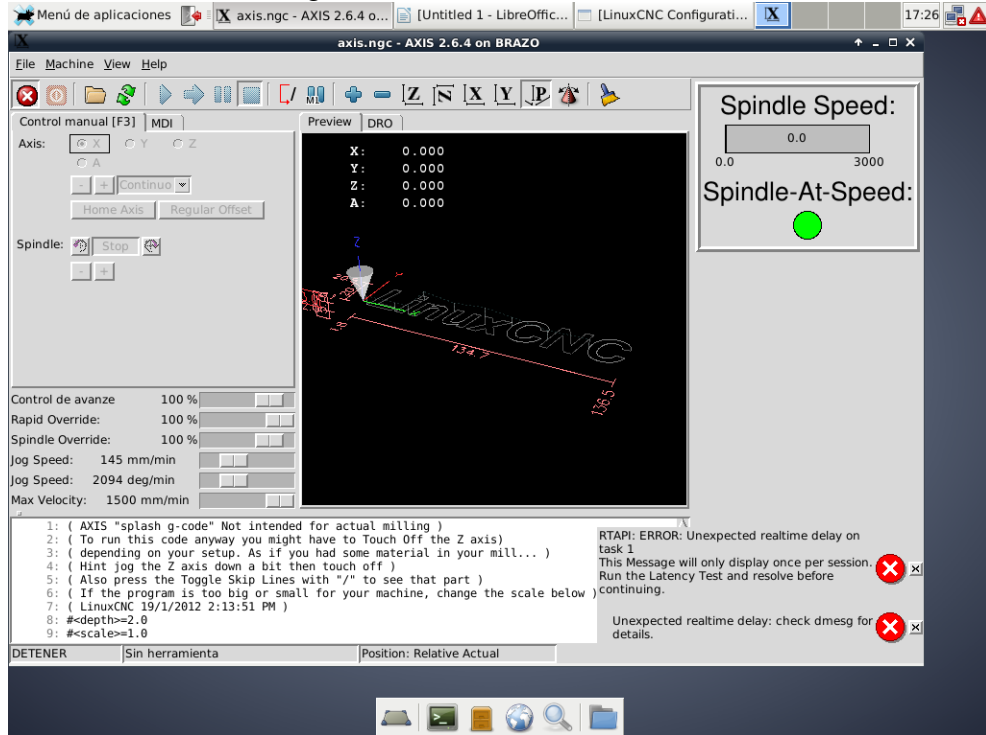 Menú de aplicaciones
axis.ngc - AXIS 2.6.4 o...
[Untitled 1 - LibreOffic...
[LinuxCNC Configurati...
17:26
axis.ngc - AXIS 2.6.4 on BRAZO
File Machine View Help
Control manual [F3] MDI
Preview DRO
Axis: X Y Z
A
- + Continuo
Home Axis Regular Offset
Spindle: Stop
- +
X: 0.000
Y: 0.000
Z: 0.000
A: 0.000
Z
LinuxCNC
134.7
136.5
Spindle Speed:
0.0
0.0 3000
Spindle-At-Speed:
Control de avanze 100 %
Rapid Override: 100 %
Spindle Override: 100 %
Jog Speed: 145 mm/min
Jog Speed: 2094 deg/min
Max Velocity: 1500 mm/min
1: ( AXIS "splash g-code" Not intended for actual milling )
2: ( To run this code anyway you might have to Touch Off the Z axis)
3: ( depending on your setup. As if you had some material in your mill... )
4: ( Hint jog the Z axis down a bit then touch off )
5: ( Also press the Toggle Skip Lines with "/" to see that part )
6: ( If the program is too big or small for your machine, change the scale below )
7: ( LinuxCNC 19/1/2012 2:13:51 PM )
8: #<depth>=2.0
9: #<scale>=1.0
RTAPI: ERROR: Unexpected realtime delay on
task 1
This Message will only display once per session.
Run the Latency Test and resolve before
continuing.
Unexpected realtime delay: check dmesg for
details.
DETENER Sin herramienta Position: Relative Actual